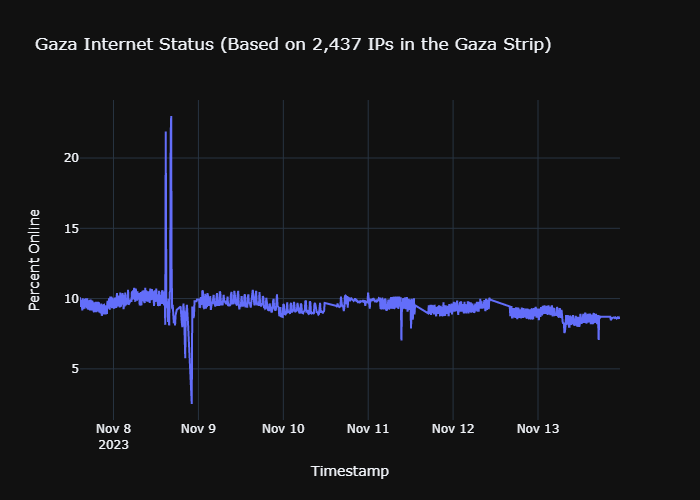 Gaza Internet Status (Based on 2,437 IPs in the Gaza Strip)
Percent Online
20
15
10
5
Nov 8
2023
Nov 9
Nov 10
Nov 11
Nov 12
Nov 13
Timestamp